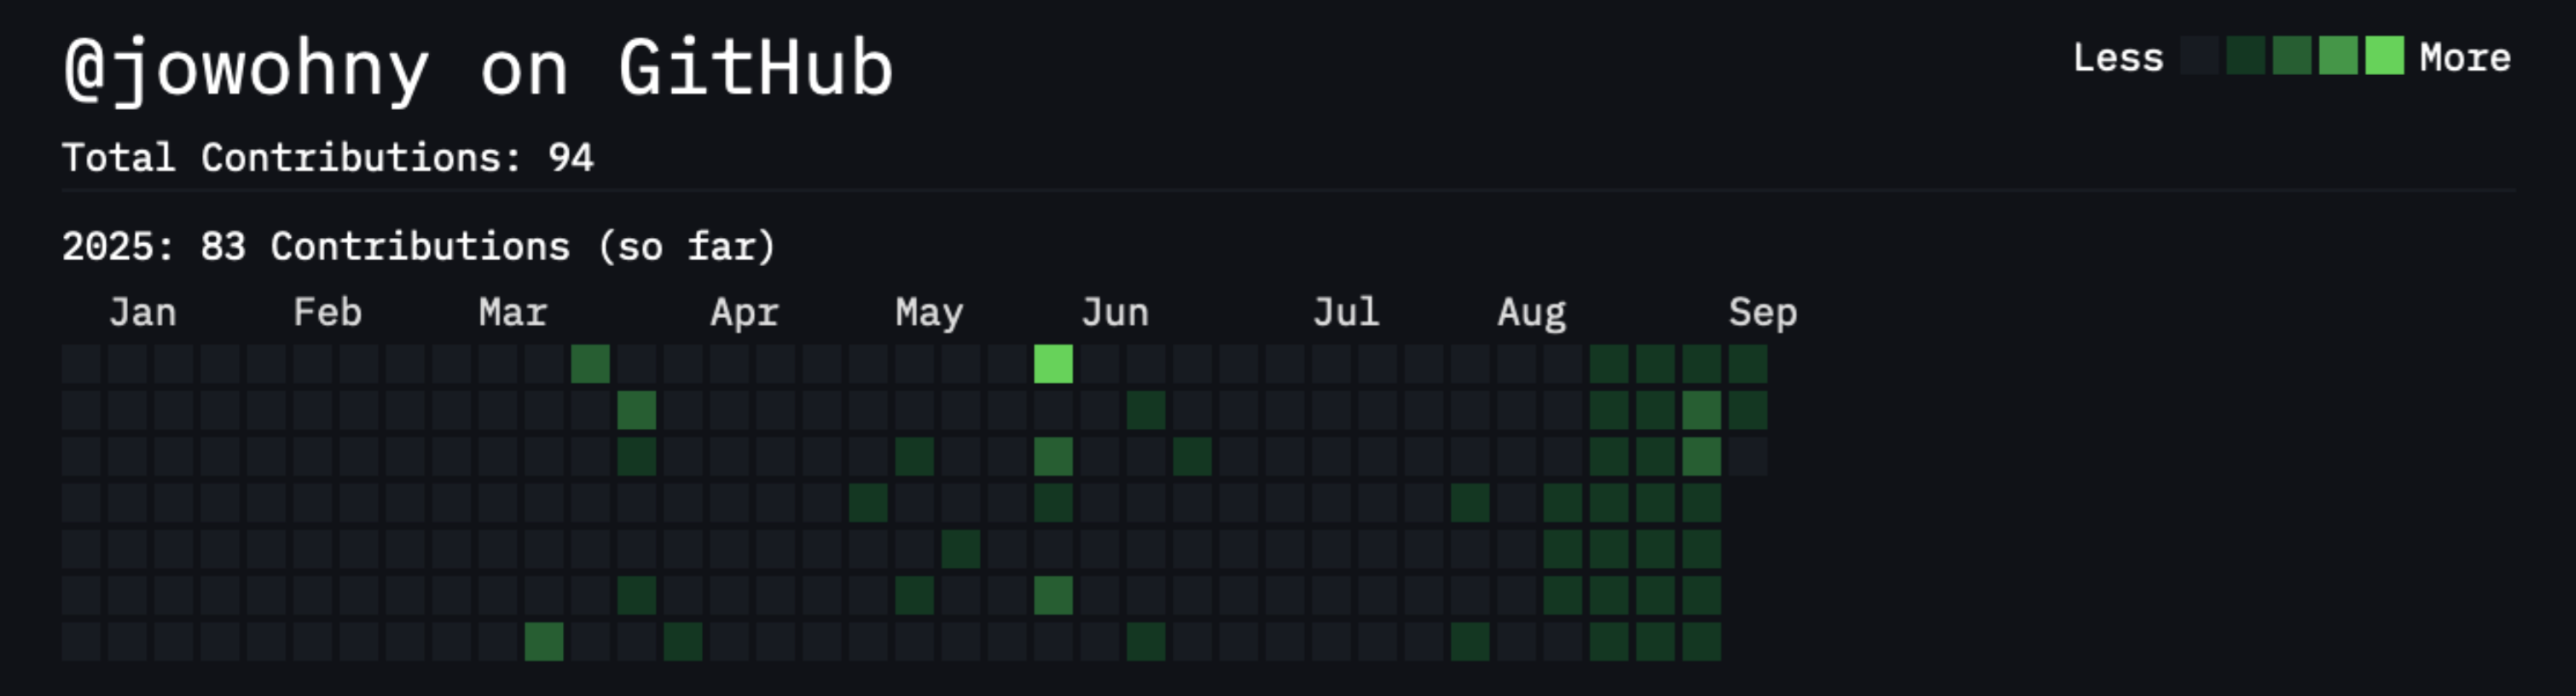 @jowohny on GitHub
Less More
Total Contributions: 94
2025: 83 Contributions (so far)
Jan Feb Mar Apr May Jun Jul Aug Sep